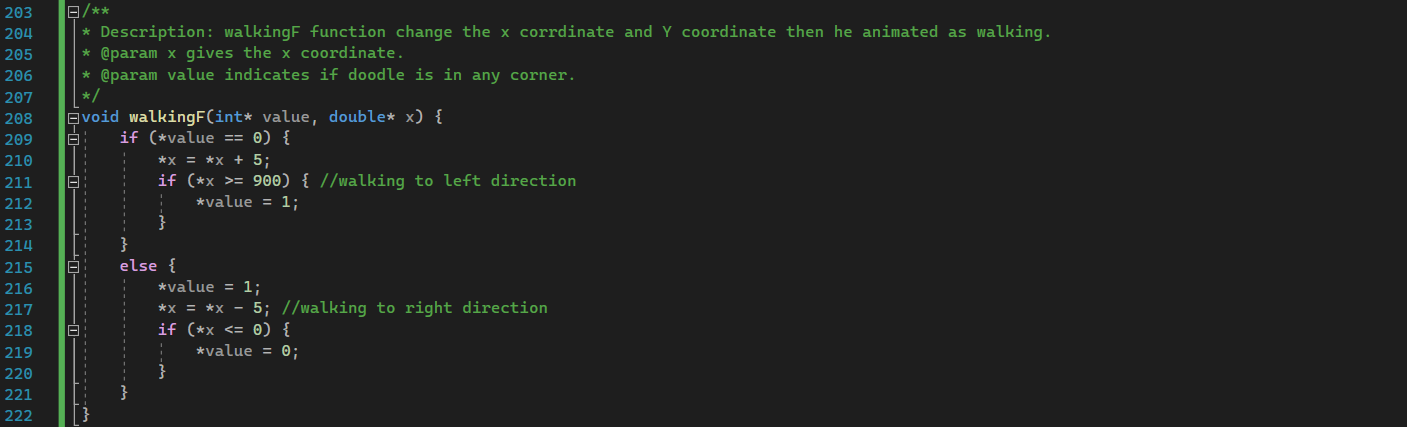 203 /**
204 * Description: walkingF function change the x corrdinate and Y coordinate then he animated as walking.
205 * @param x gives the x coordinate.
206 * @param value indicates if doodle is in any corner.
207 */
208 void walkingF(int* value, double* x) {
209     if (*value == 0) {
210         *x = *x + 5;
211         if (*x >= 900) { //walking to left direction
212             *value = 1;
213         }
214     }
215     else {
216         *value = 1;
217         *x = *x - 5; //walking to right direction
218         if (*x <= 0) {
219             *value = 0;
220         }
221     }
222 }